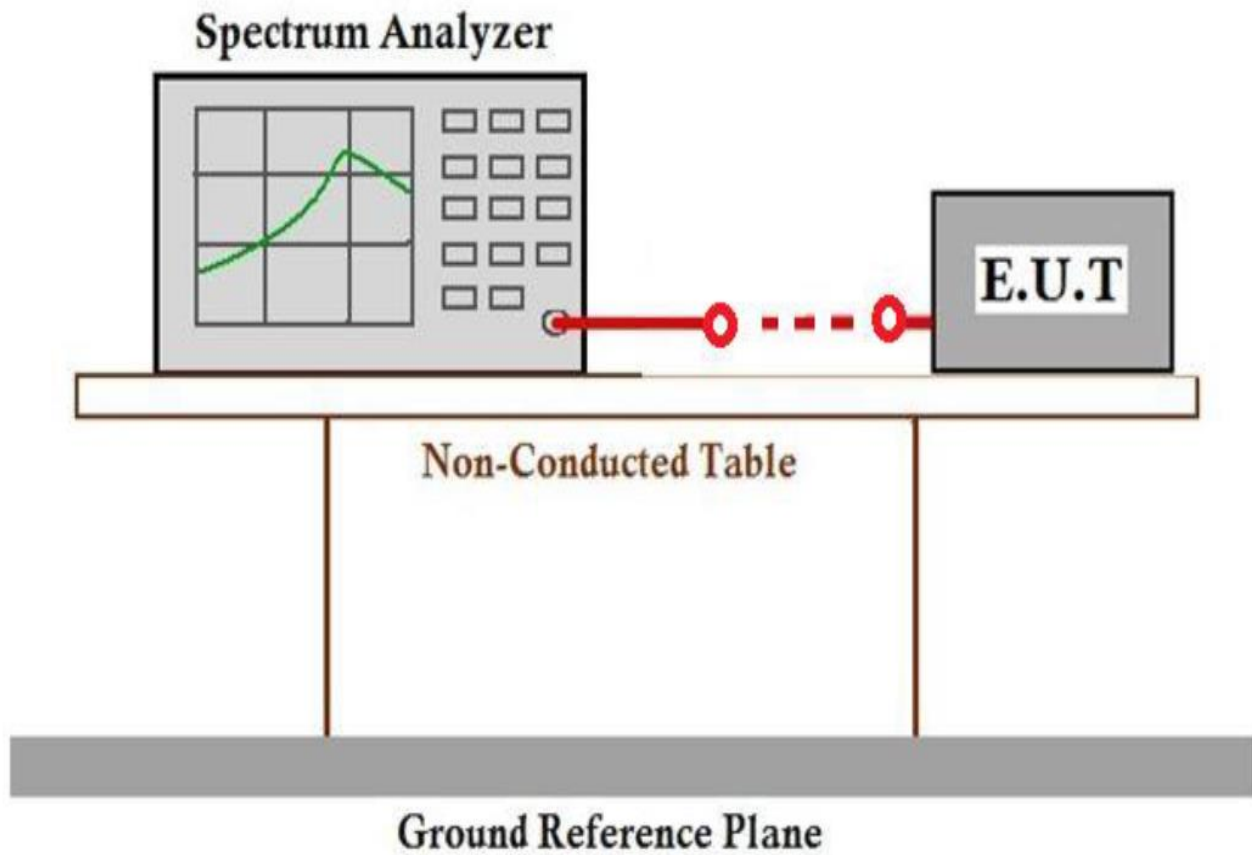 Spectrum Analyzer
E.U.T
Non-Conducted Table
Ground Reference Plane